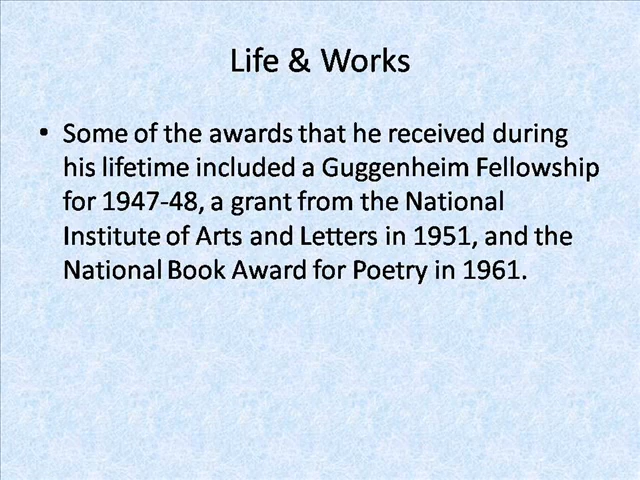 Life & Works
• Some of the awards that he received during
his lifetime included a Guggenheim Fellowship
for 1947-48, a grant from the National
Institute of Arts and Letters in 1951, and the
National Book Award for Poetry in 1961.